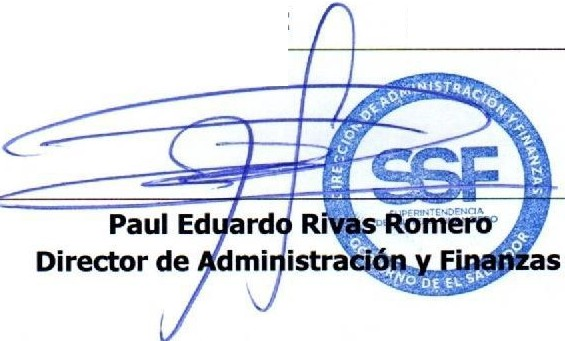 DIRECCIÓN DE ADMINISTRACIÓN Y FINANZAS
SSF
SUPERINTENDENCIA
Paul Eduardo Rivas Romero
Director de Administración y Finanzas
GOBIERNO DE EL SALVADOR